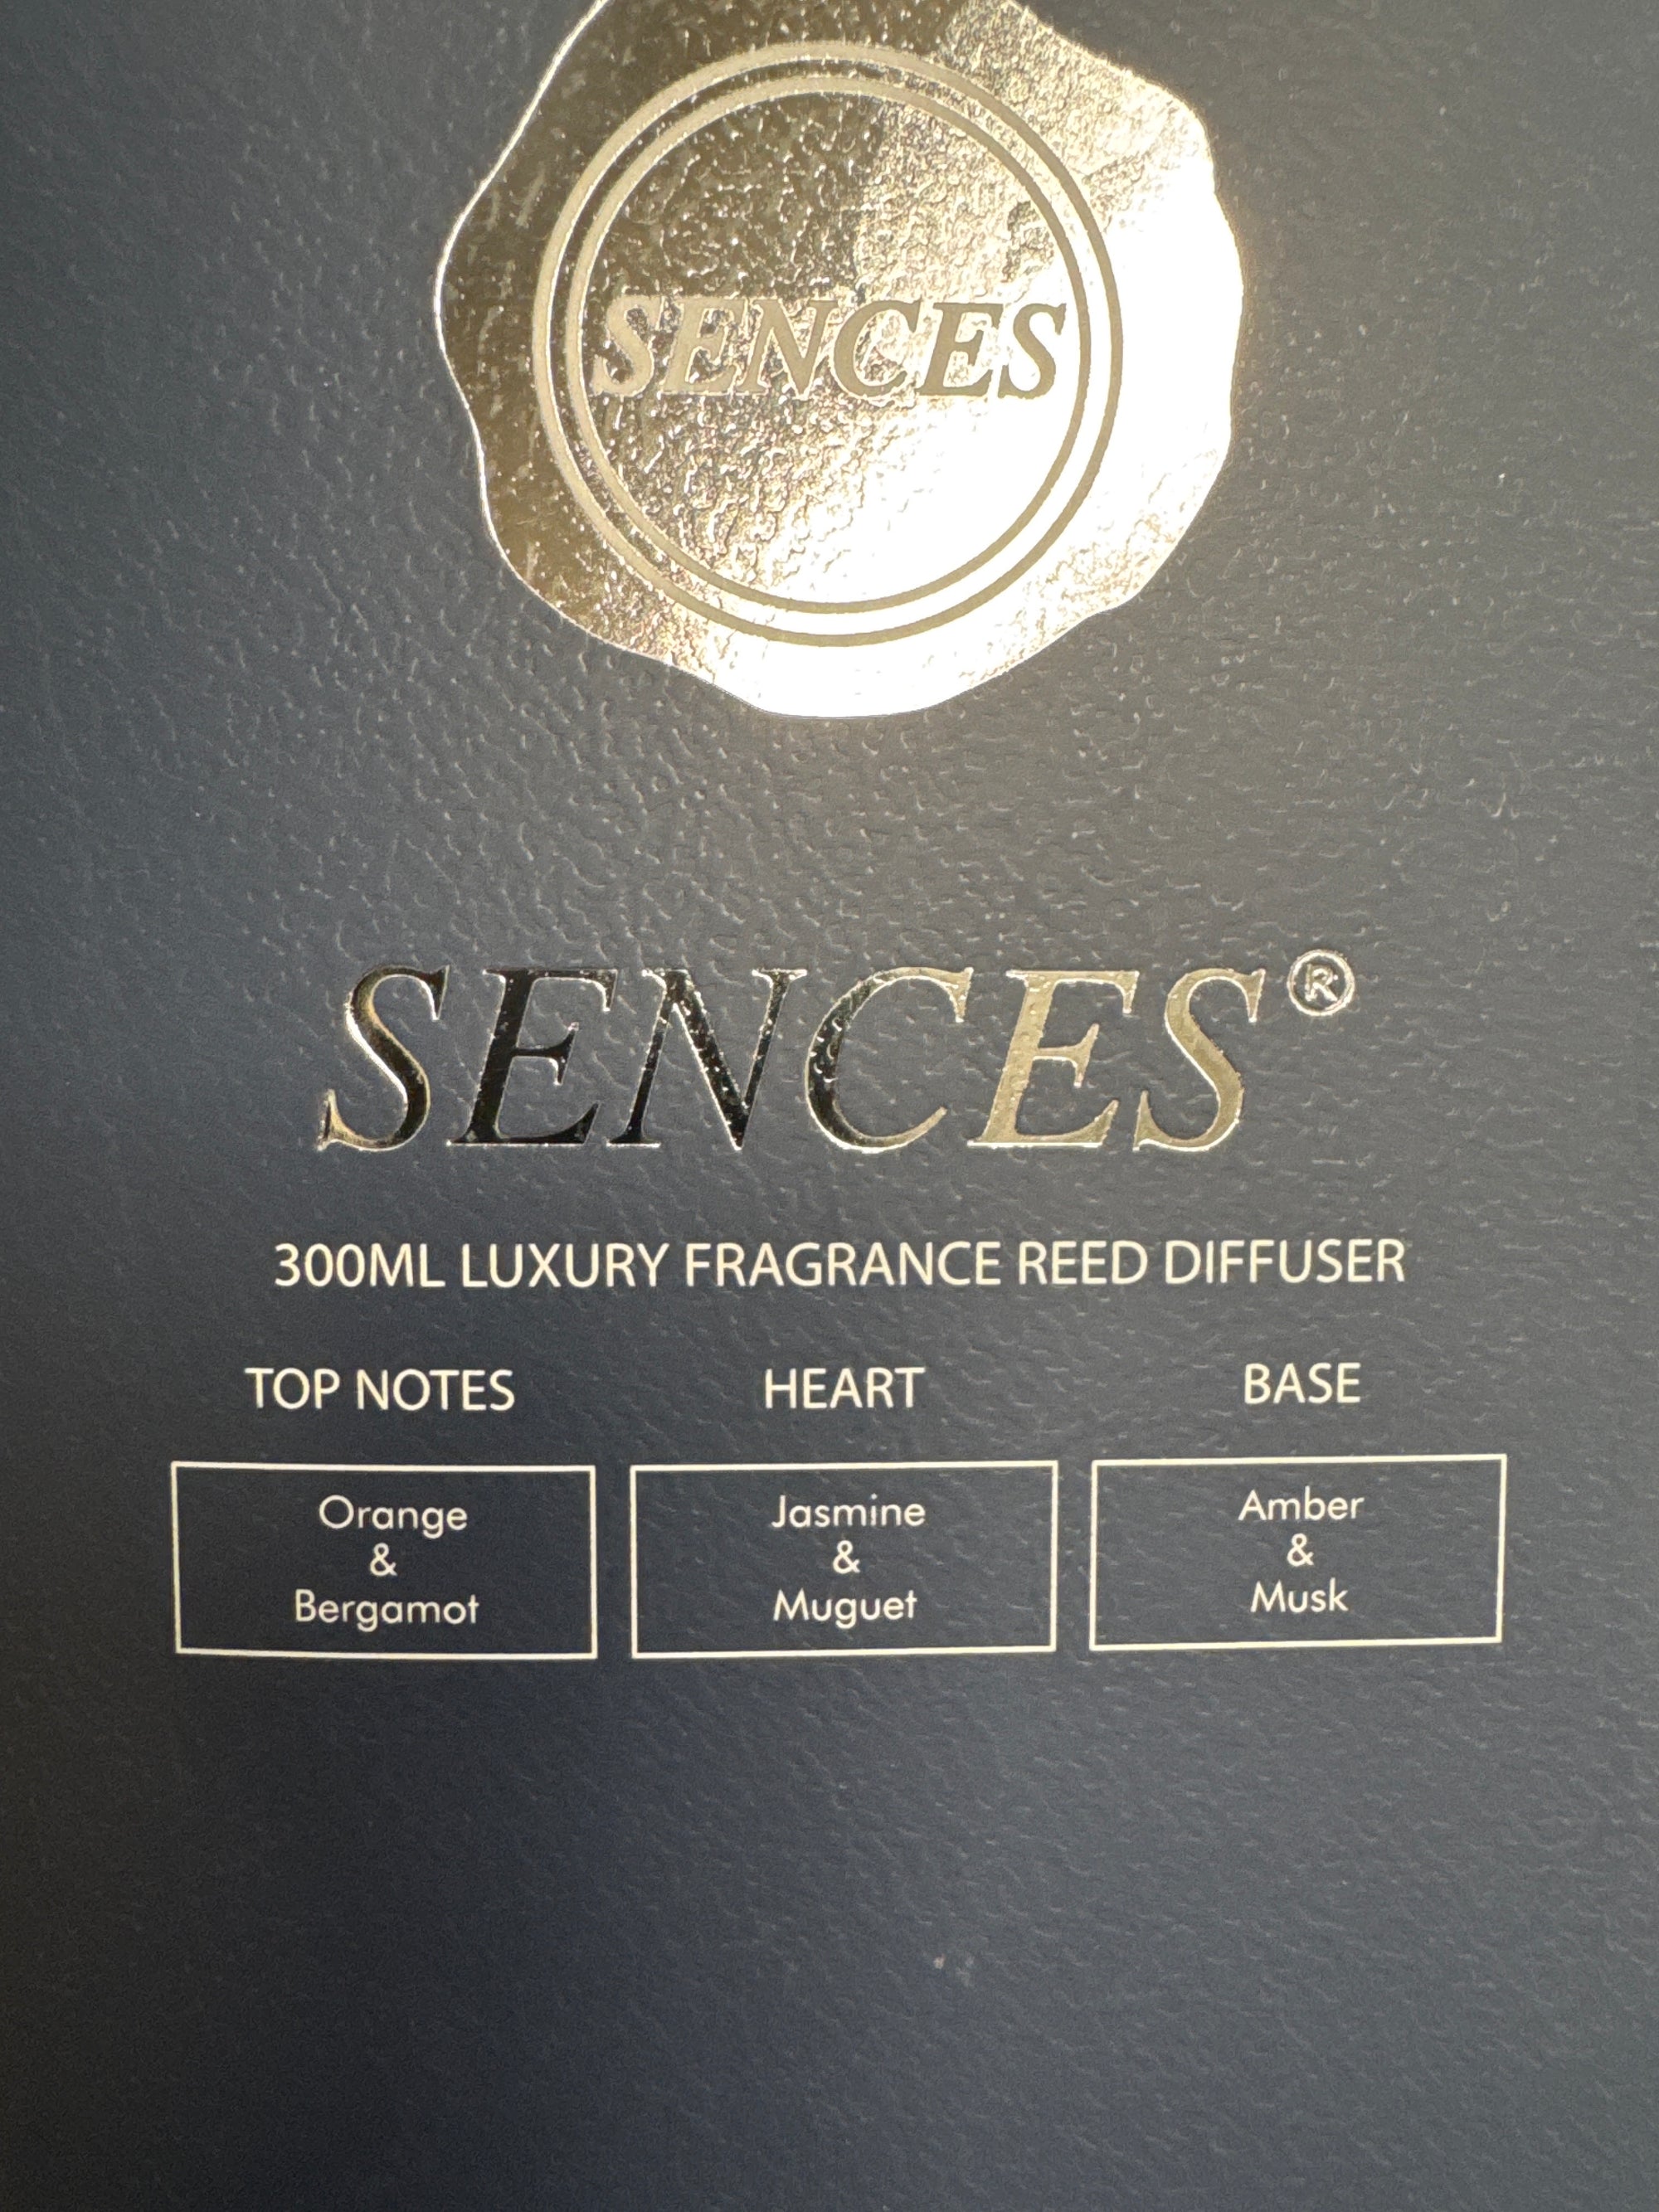 SENCES
SENCES®
300ML LUXURY FRAGRANCE REED DIFFUSER
TOP NOTES HEART BASE
Orange
&
Bergamot
Jasmine
&
Muguet
Amber
&
Musk